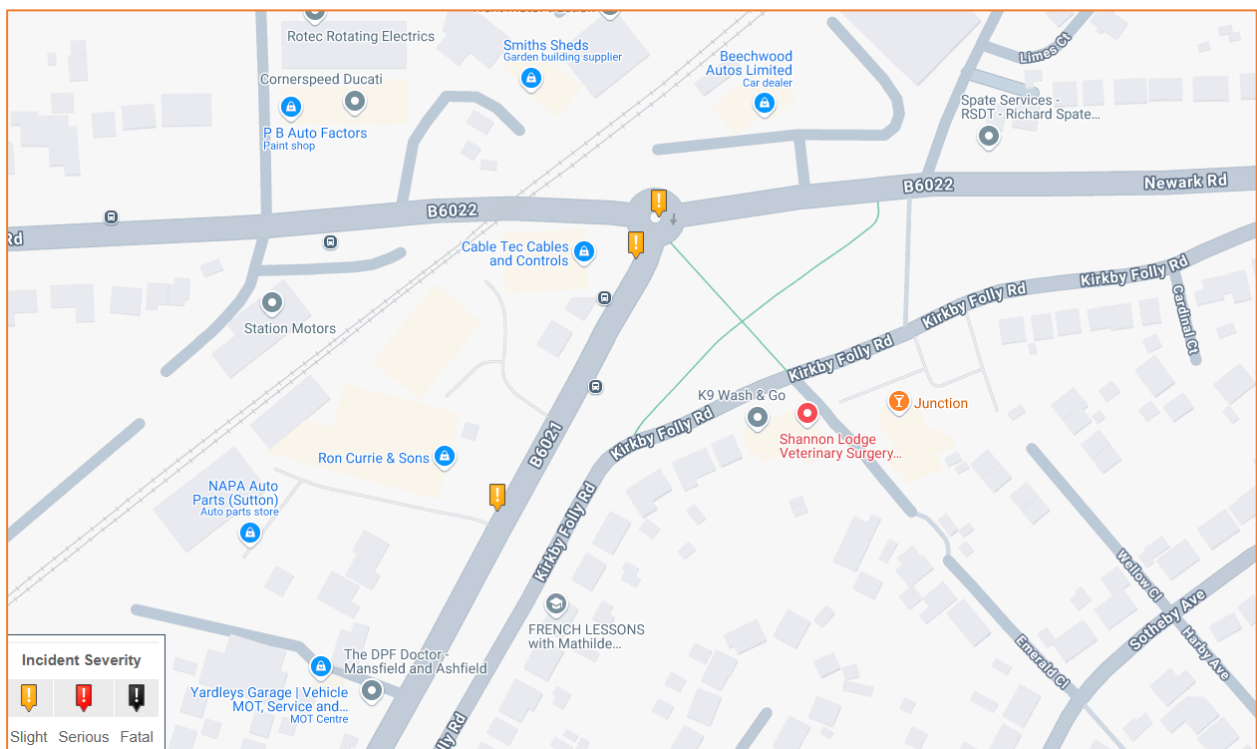 Rotec Rotating Electrics
Smiths Sheds
Garden building supplier
Beechwood
Autos Limited
Car dealer
Limes Ct
Cornerspeed Ducati
P B Auto Factors
Paint shop
Spate Services -
RSDT - Richard Spate...
B6022
B6022
Newark Rd
Rd
Cable Tec Cables
and Controls
Kirkby Folly Rd
Kirkby Folly Rd
Cardinal Ct
Station Motors
Kirkby Folly Rd
K9 Wash & Go
Junction
Kirkby Folly Rd
Shannon Lodge
Veterinary Surgery...
B6021
Ron Currie & Sons
NAPA Auto
Parts (Sutton)
Auto parts store
Kirkby Folly Rd
Wellow Cl
Sotheby Ave
Harby Ave
FRENCH LESSONS
with Mathilde...
Emerald Cl
The DPF Doctor -
Mansfield and Ashfield
Yardleys Garage | Vehicle
MOT, Service and...
MOT Centre
y Rd
Incident Severity
Slight Serious Fatal